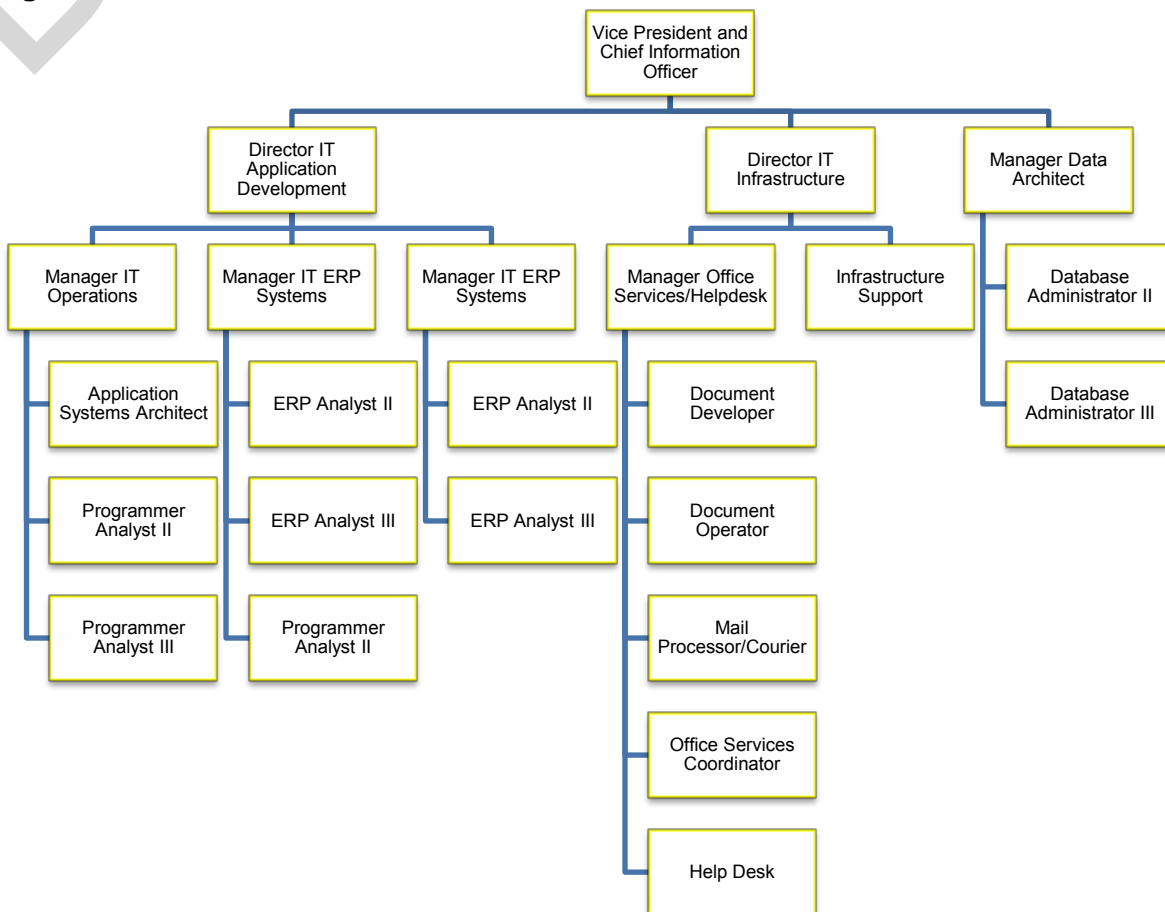 Vice President and
Chief Information
Officer
Director IT
Application
Development
Director IT
Infrastructure
Manager Data
Architect
Manager IT
Operations
Manager IT ERP
Systems
Manager IT ERP
Systems
Manager Office
Services/Helpdesk
Infrastructure
Support
Database
Administrator II
Application
Systems Architect
ERP Analyst II
ERP Analyst II
Document
Developer
Database
Administrator III
Programmer
Analyst II
ERP Analyst III
ERP Analyst III
Document
Operator
Programmer
Analyst III
Programmer
Analyst II
Mail
Processor/Courier
Office Services
Coordinator
Help Desk